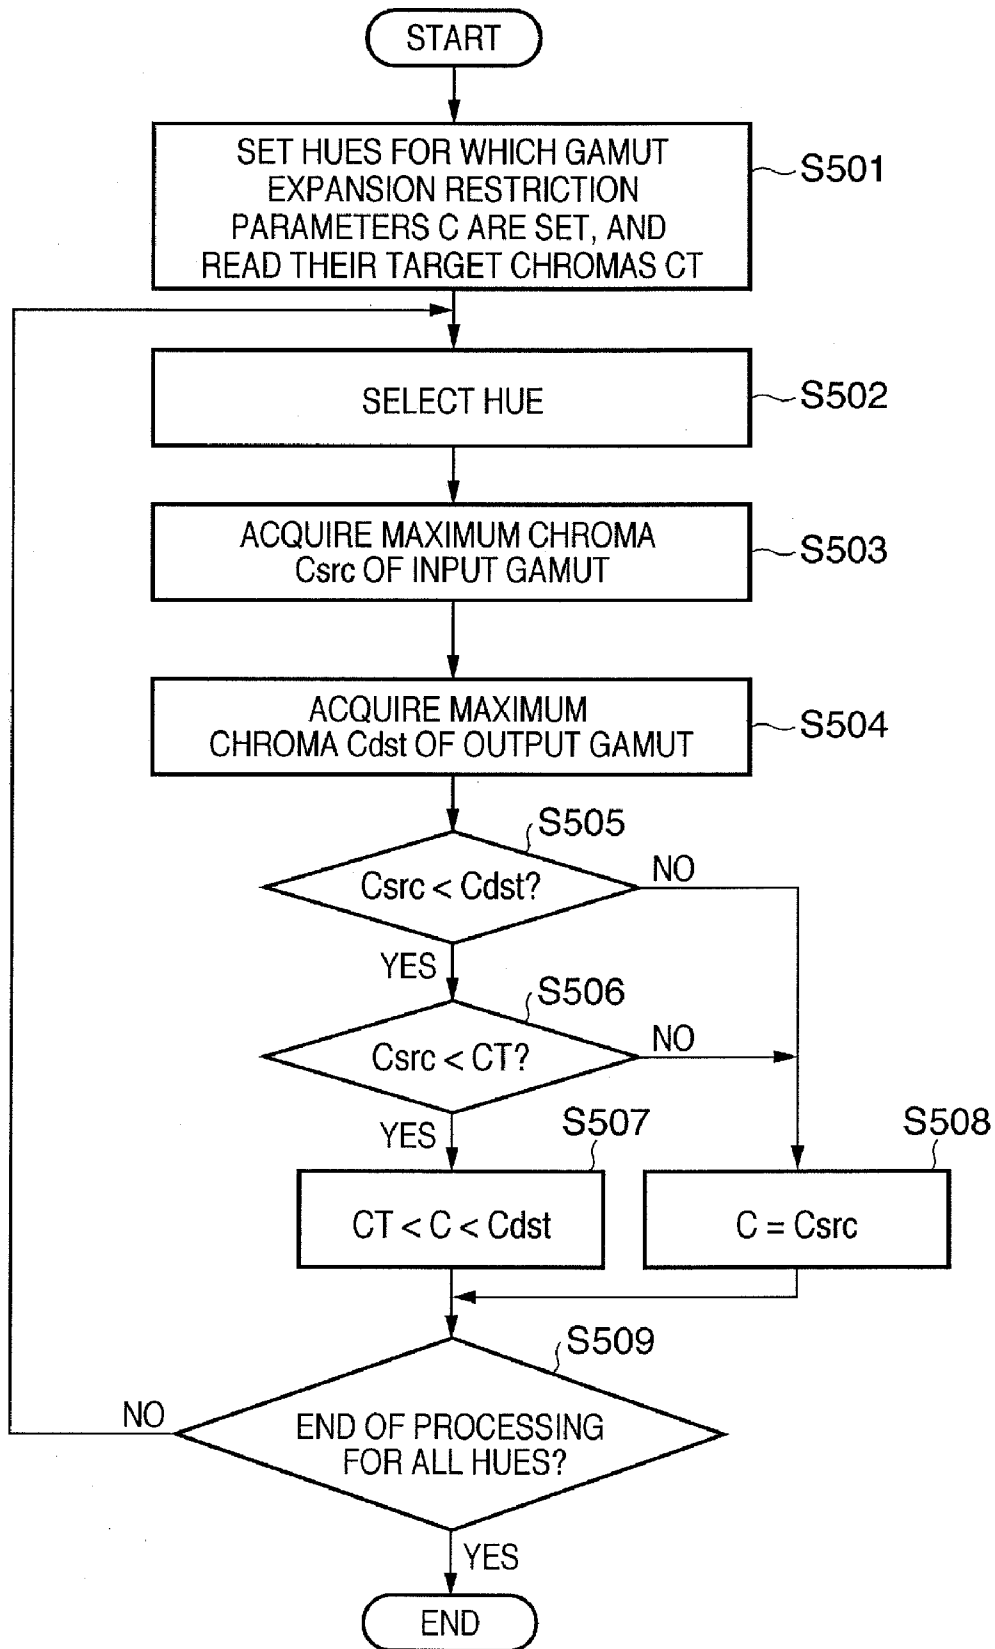 START
SET HUES FOR WHICH GAMUT
EXPANSION RESTRICTION
PARAMETERS C ARE SET, AND
READ THEIR TARGET CHROMAS CT
S501
SELECT HUE
S502
ACQUIRE MAXIMUM CHROMA
Csrc OF INPUT GAMUT
S503
ACQUIRE MAXIMUM
CHROMA Cdst OF OUTPUT GAMUT
S504
S505
Csrc < Cdst?
NO
YES
S506
Csrc < CT?
NO
YES
S507
CT < C < Cdst
S508
C = Csrc
S509
END OF PROCESSING
FOR ALL HUES?
NO
YES
END